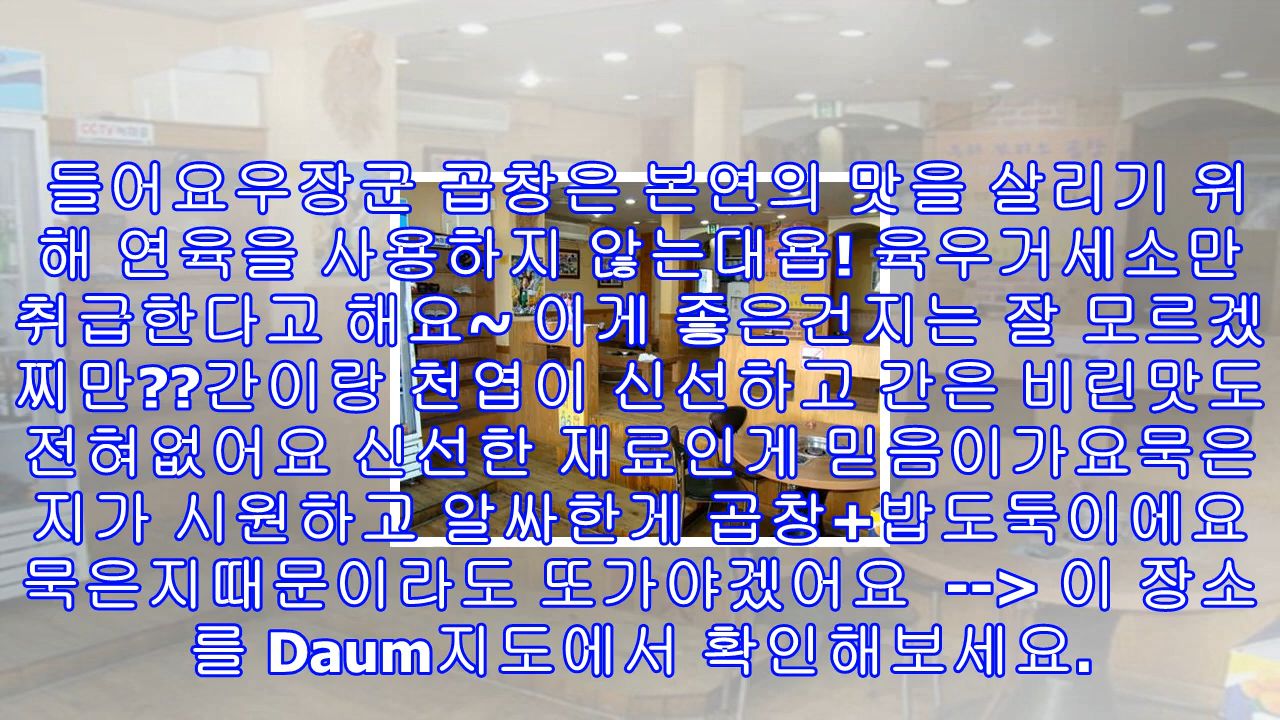 들어요우장군 곱창은 본연의 맛을 살리기 위
해 연육을 사용하지 않는대욥! 육우거세소만
취급한다고 해요~ 이게 좋은건지는 잘 모르겠
찌만??간이랑 천엽이 신선하고 간은 비린맛도
전혀없어요 신선한 재료인게 믿음이가요묵은
지가 시원하고 알싸한게 곱창+밥도둑이에요
묵은지때문이라도 또가야겠어요 --> 이 장소
를 Daum지도에서 확인해보세요.